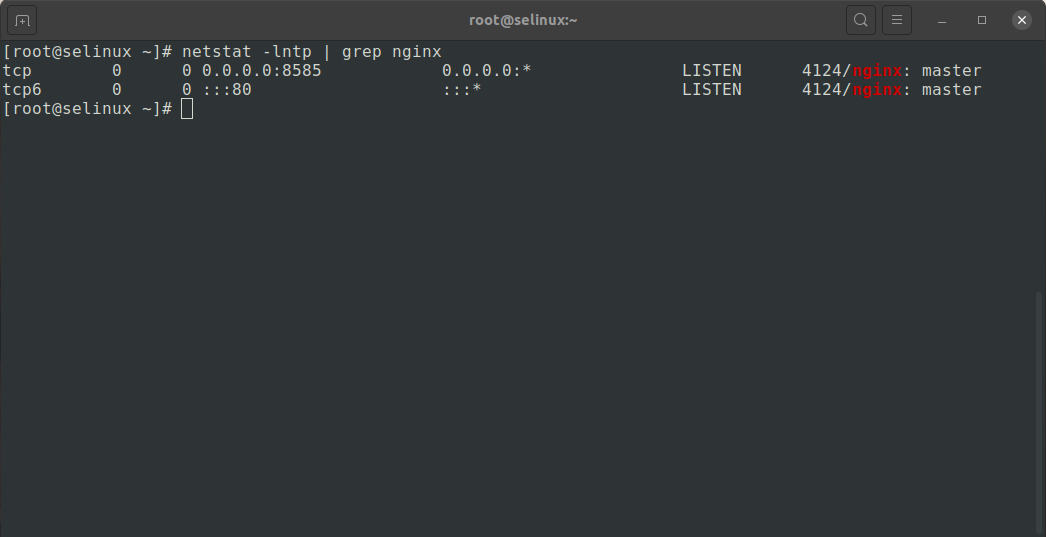 root@selinux:~
[root@selinux ~]# netstat -lntp | grep nginx
tcp        0      0 0.0.0.0:8585            0.0.0.0:*               LISTEN      4124/nginx: master
tcp6       0      0 :::80                   :::*                    LISTEN      4124/nginx: master
[root@selinux ~]#